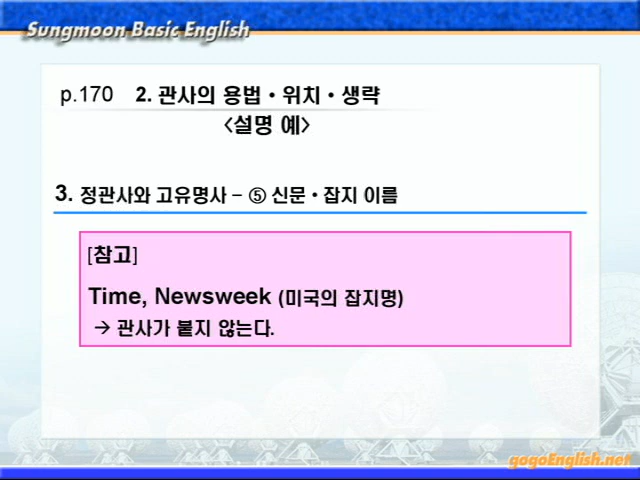 Sungmoon Basic English
p.170 2. 관사의 용법・위치・생략
<설명 예>
3. 정관사와 고유명사 – ⑤ 신문・잡지 이름
[참고]
Time, Newsweek (미국의 잡지명)
→ 관사가 붙지 않는다.
gogoEnglish.net